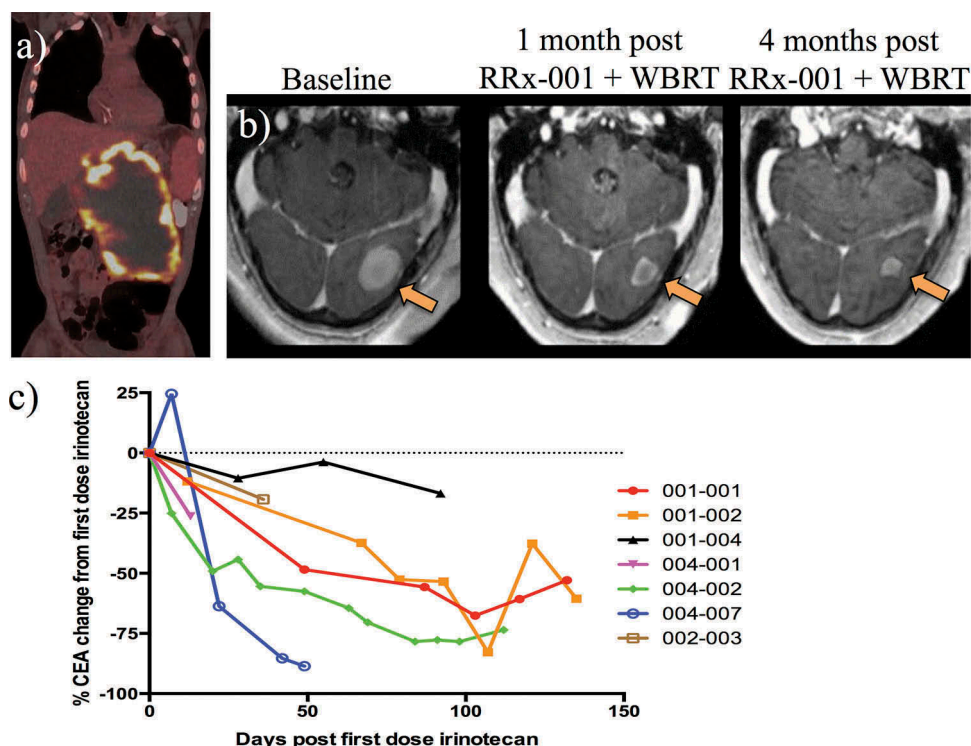 a)
Baseline
1 month post
RRx-001 + WBRT
4 months post
RRx-001 + WBRT
b)
c)
% CEA change from first dose irinotecan
25
0
-25
-50
-75
-100
0
50
100
150
Days post first dose irinotecan
001-001
001-002
001-004
004-001
004-002
004-007
002-003